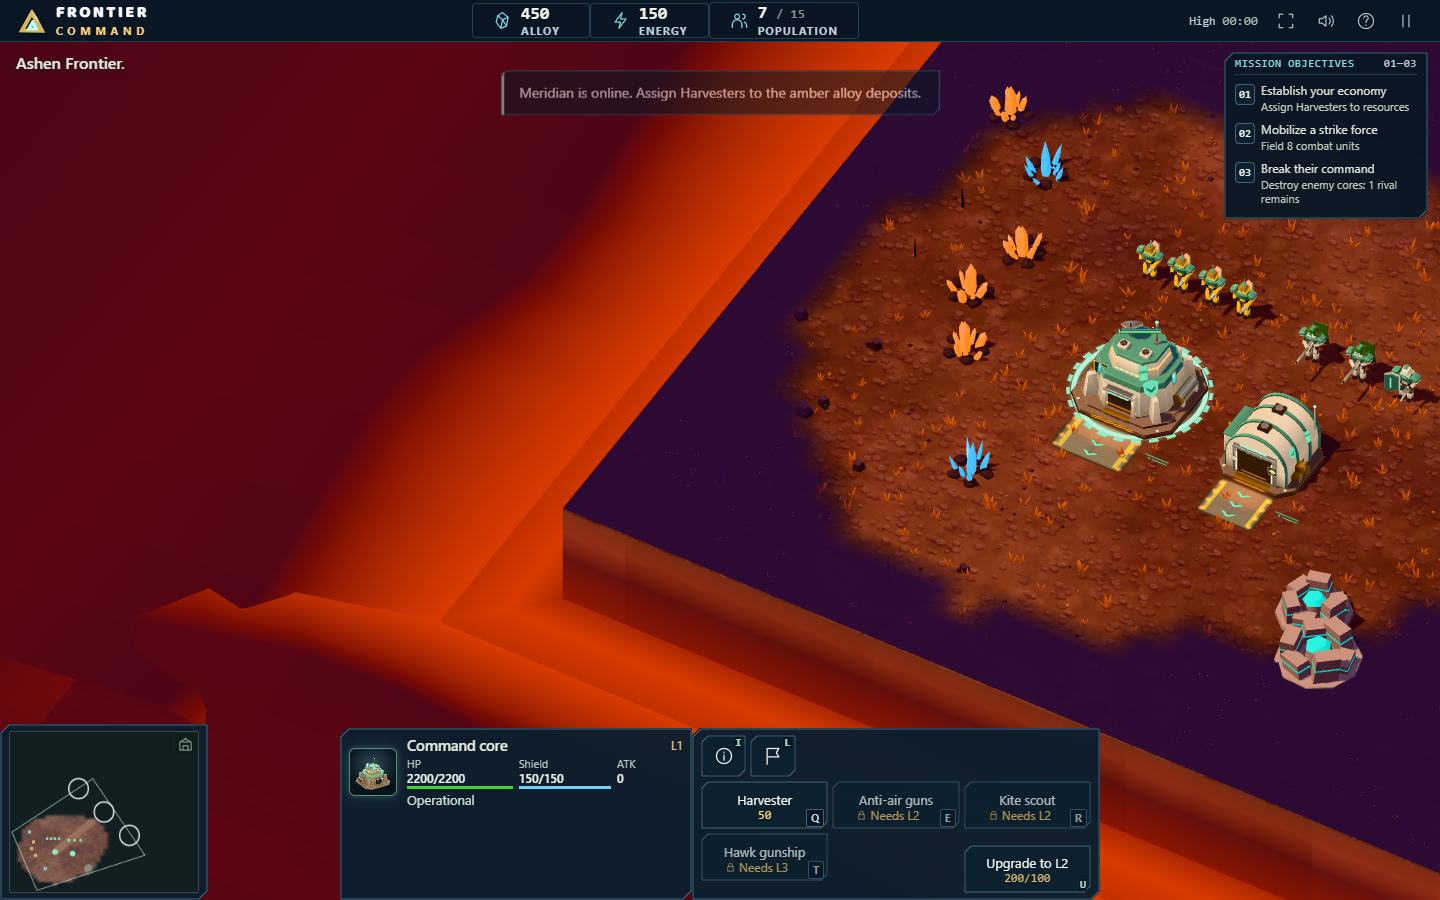 FRONTIER
COMMAND
450
ALLOY
150
ENERGY
7 / 15
POPULATION
High 00:00
Ashen Frontier.
Meridian is online. Assign Harvesters to the amber alloy deposits.
MISSION OBJECTIVES 01—03
01 Establish your economy
Assign Harvesters to resources
02 Mobilize a strike force
Field 8 combat units
03 Break their command
Destroy enemy cores: 1 rival
remains
Command core L1
HP Shield ATK
2200/2200 150/150 0
Operational
I L
Harvester
50 Q
Anti-air guns
Needs L2 E
Kite scout
Needs L2 R
Hawk gunship
Needs L3 T
Upgrade to L2
200/100
U